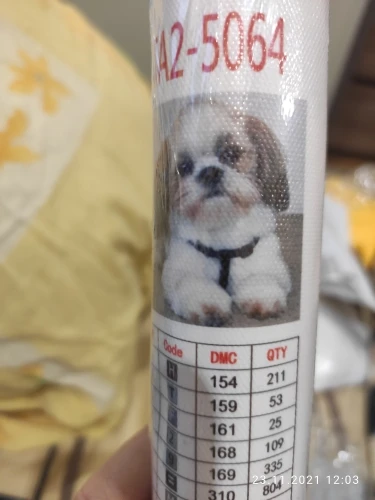 A2-5064
Code DMC QTY
H 154 211
159 53
161 25
168 109
169 335
310 804
23.11.2021 12:03